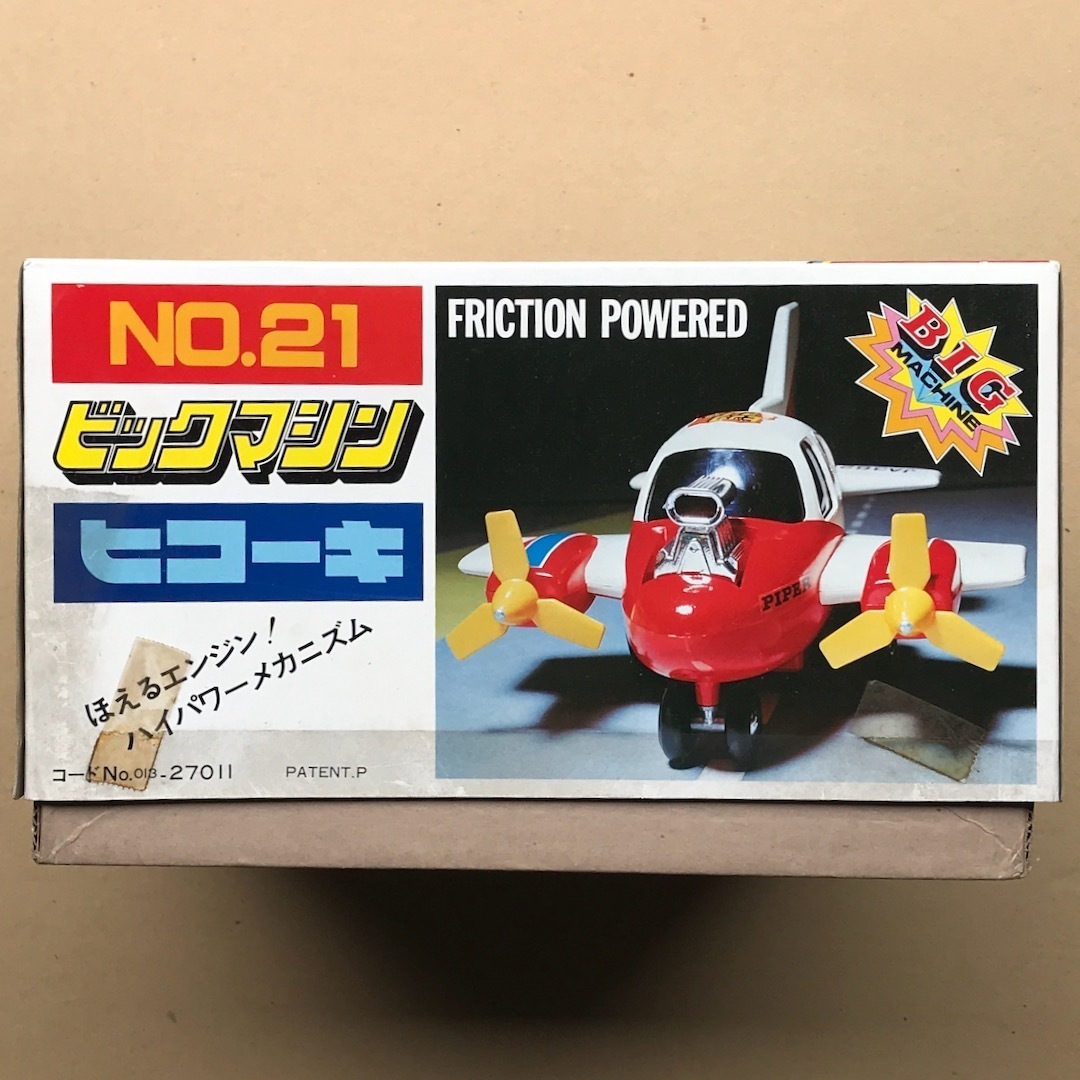 NO.21
ビックマシン
ヒコーキ
ほえるエンジン!
ハイパワーメカニズム
コードNo.013-27011
PATENT.P
FRICTION POWERED
BIG
MACHINE
PIPER